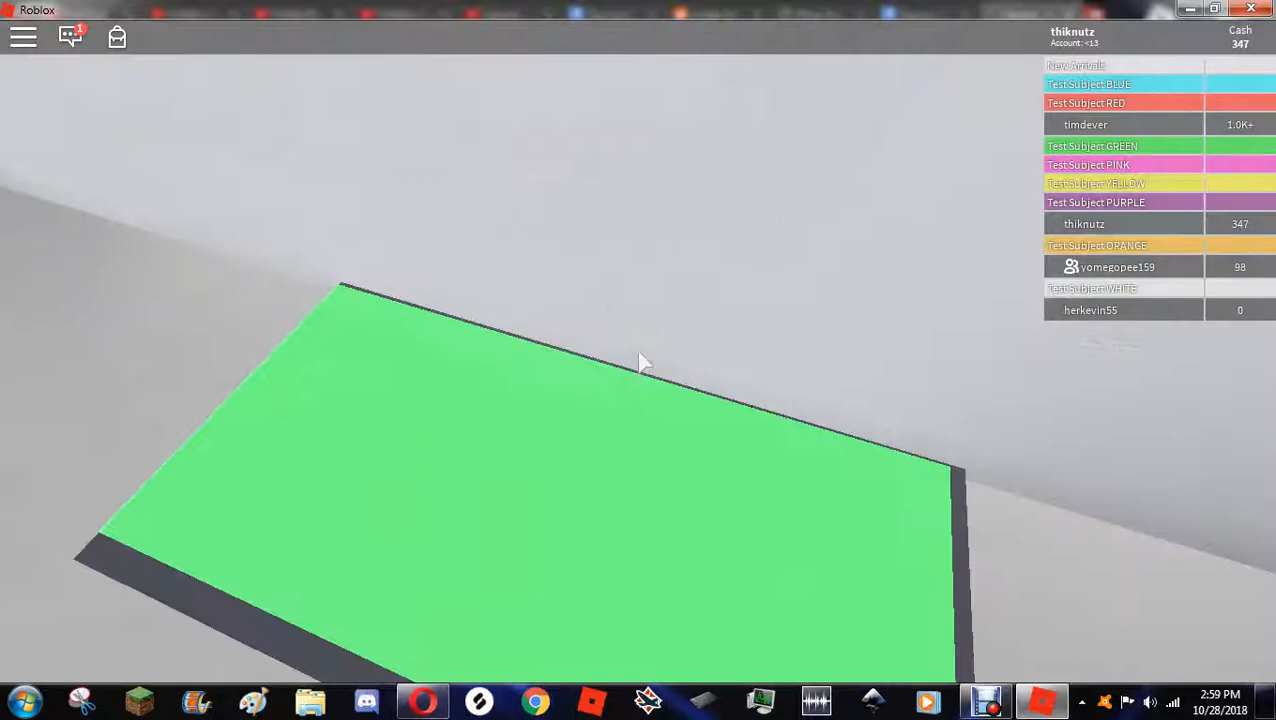 Roblox
1
thiknutz
Account: <13
Cash
347
New Arrivals
Test Subject BLUE
Test Subject RED
timdever 1.0K+
Test Subject GREEN
Test Subject PINK
Test Subject YELLOW
Test Subject PURPLE
thiknutz 347
Test Subject ORANGE
yomegopee159 98
Test Subject WHITE
herkevin55 0
2:59 PM
10/28/2018